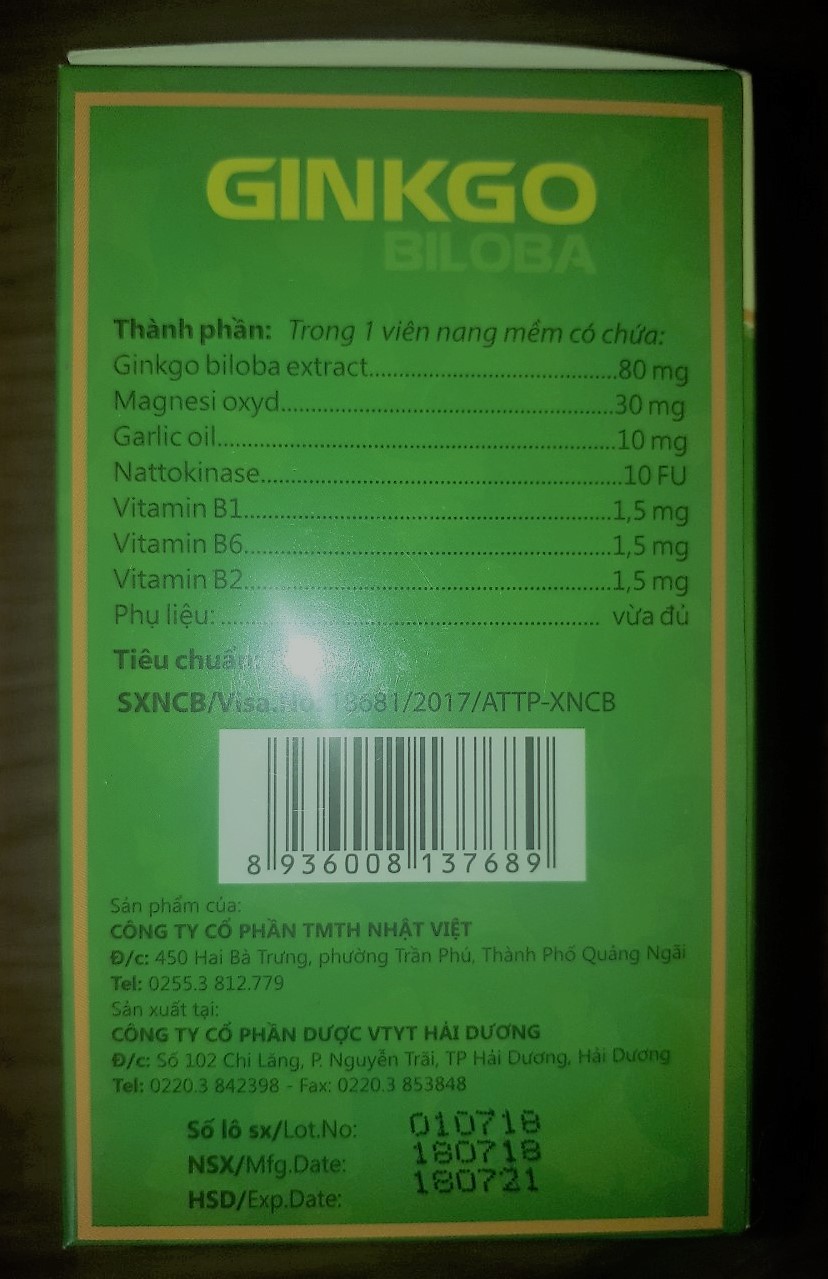 GINKGO
BILOBA
Thành phần: Trong 1 viên nang mềm có chứa:
Ginkgo biloba extract..............................................80 mg
Magnesi oxyd..............................................30 mg
Garlic oil..............................................10 mg
Nattokinase..............................................10 FU
Vitamin B1..............................................1,5 mg
Vitamin B6..............................................1,5 mg
Vitamin B2..............................................1,5 mg
Phụ liệu: .............................................. vừa đủ
Tiêu chuẩn:
SXNCB/Visa.No: 18681/2017/ATTP-XNCB
8 936008 137689
Sản phẩm của:
CÔNG TY CỔ PHẦN TMTH NHẬT VIỆT
Đ/c: 450 Hai Bà Trưng, phường Trần Phú, Thành Phố Quảng Ngãi
Tel: 0255.3 812.779
Sản xuất tại:
CÔNG TY CỔ PHẦN DƯỢC VTYT HẢI DƯƠNG
Đ/c: Số 102 Chi Lăng, P. Nguyễn Trãi, TP Hải Dương, Hải Dương
Tel: 0220.3 842398 - Fax: 0220.3 853848
Số lô sx/Lot.No: 010718
NSX/Mfg.Date: 180718
HSD/Exp.Date: 180721